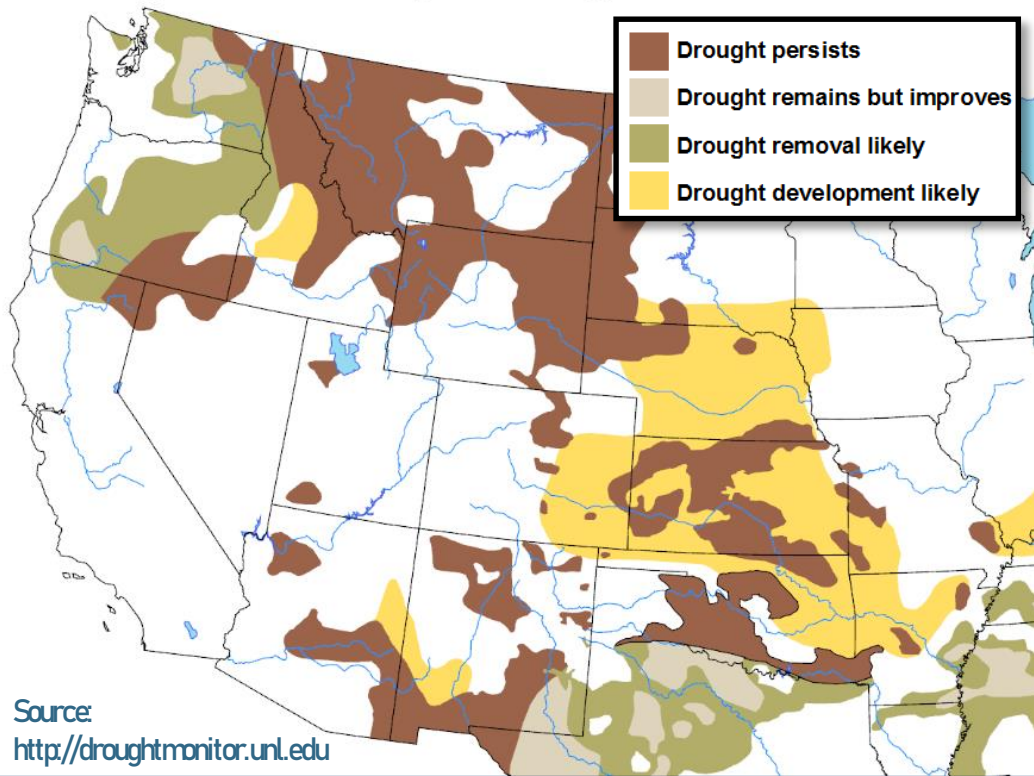 Drought persists
Drought remains but improves
Drought removal likely
Drought development likely
Source:
http://droughtmonitor.unl.edu